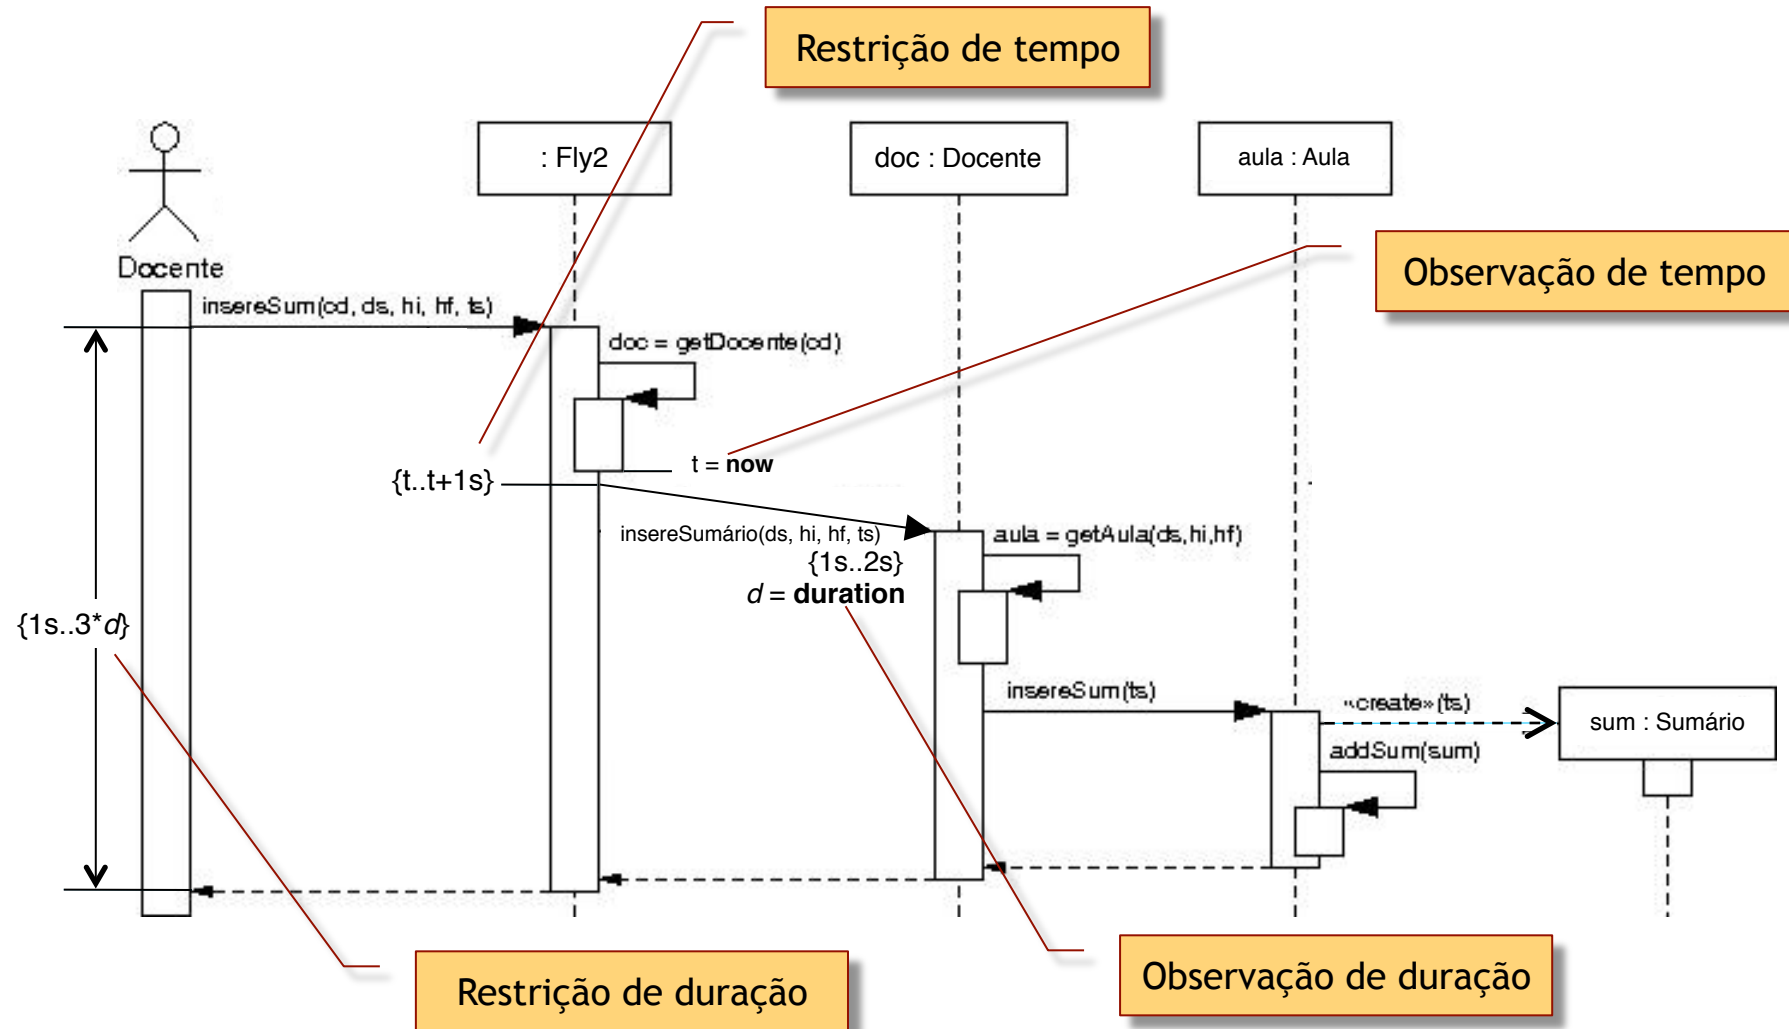 Restrição de tempo
: Fly2
doc : Docente
aula : Aula
Docente
Observação de tempo
insereSum(cd, ds, hi, hf, ts)
doc = getDocente(cd)
t = now
{t..t+1s}
insereSumário(ds, hi, hf, ts)
aula = getAula(ds,hi,hf)
{1s..2s}
d = duration
{1s..3*d}
insereSum(ts)
«create»(ts)
sum : Sumário
addSum(sum)
Restrição de duração
Observação de duração